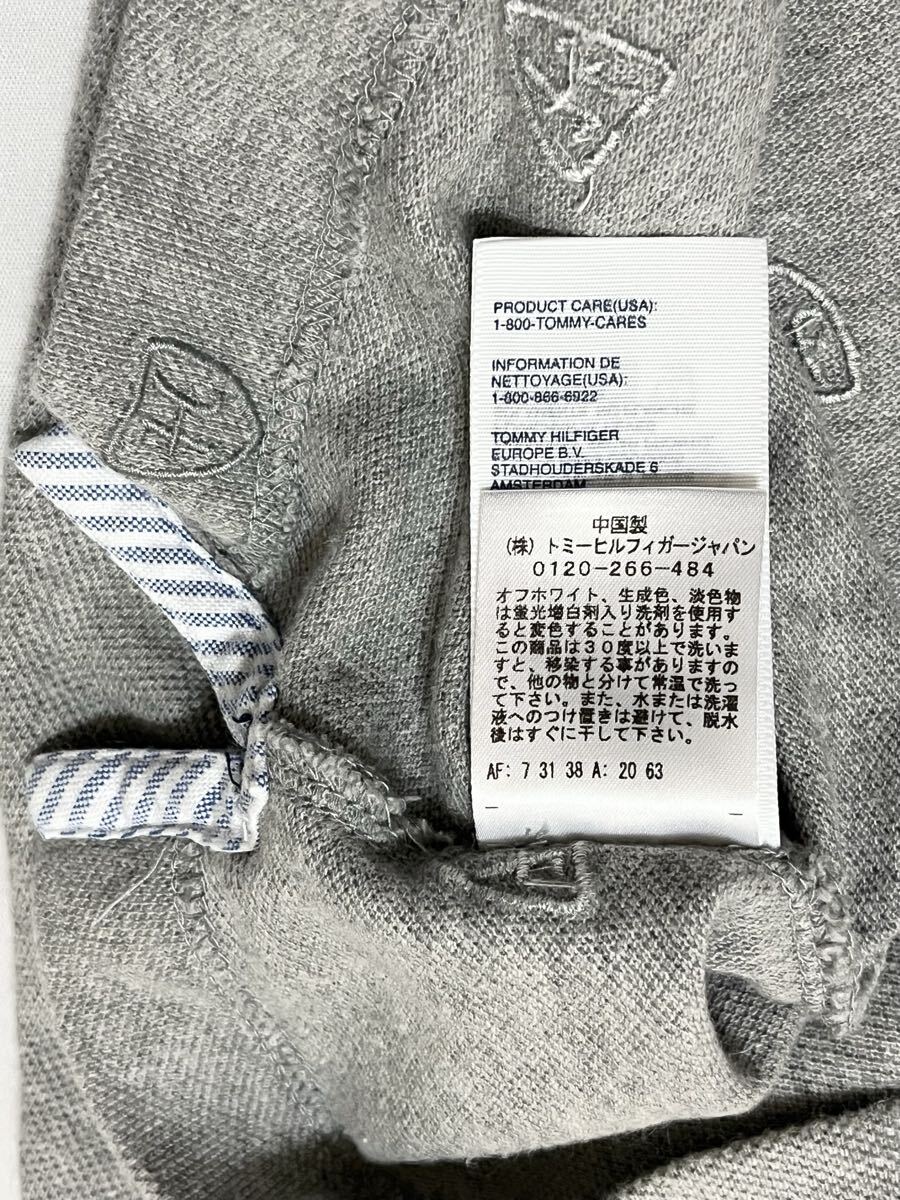 PRODUCT CARE(USA):
1-800-TOMMY-CARES
INFORMATION DE
NETTOYAGE(USA):
1-800-866-6922
TOMMY HILFIGER
EUROPE B.V.
STADHOUDERSKADE 6
AMSTERDAM
中国製
(株) トミーヒルフィガージャパン
0120-266-484
オフホワイト、生成色、淡色物
は蛍光増白剤入り洗剤を使用す
ると変色することがあります。
この商品は30度以上で洗いま
すと、移染する事がありますの
で、他の物と分けて常温で洗っ
て下さい。また、水または洗濯
液へのつけ置きは避けて、脱水
後はすぐに干して下さい。
AF: 7 31 38 A: 20 63